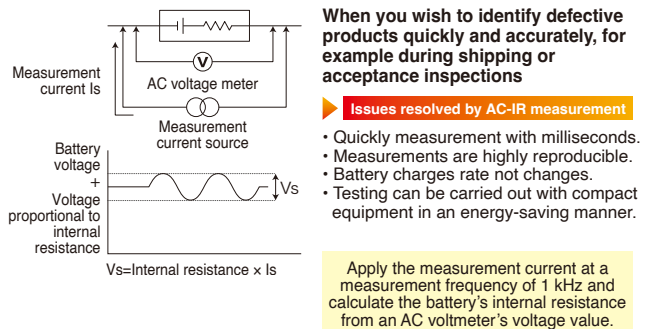 Measurement
current Is
V
AC voltage meter
Measurement
current source
Battery
voltage
+
Voltage
proportional to
internal
resistance
Vs
Vs=Internal resistance × Is
When you wish to identify defective
products quickly and accurately, for
example during shipping or
acceptance inspections
Issues resolved by AC-IR measurement
• Quickly measurement with milliseconds.
• Measurements are highly reproducible.
• Battery charges rate not changes.
• Testing can be carried out with compact
equipment in an energy-saving manner.
Apply the measurement current at a
measurement frequency of 1 kHz and
calculate the battery's internal resistance
from an AC voltmeter's voltage value.